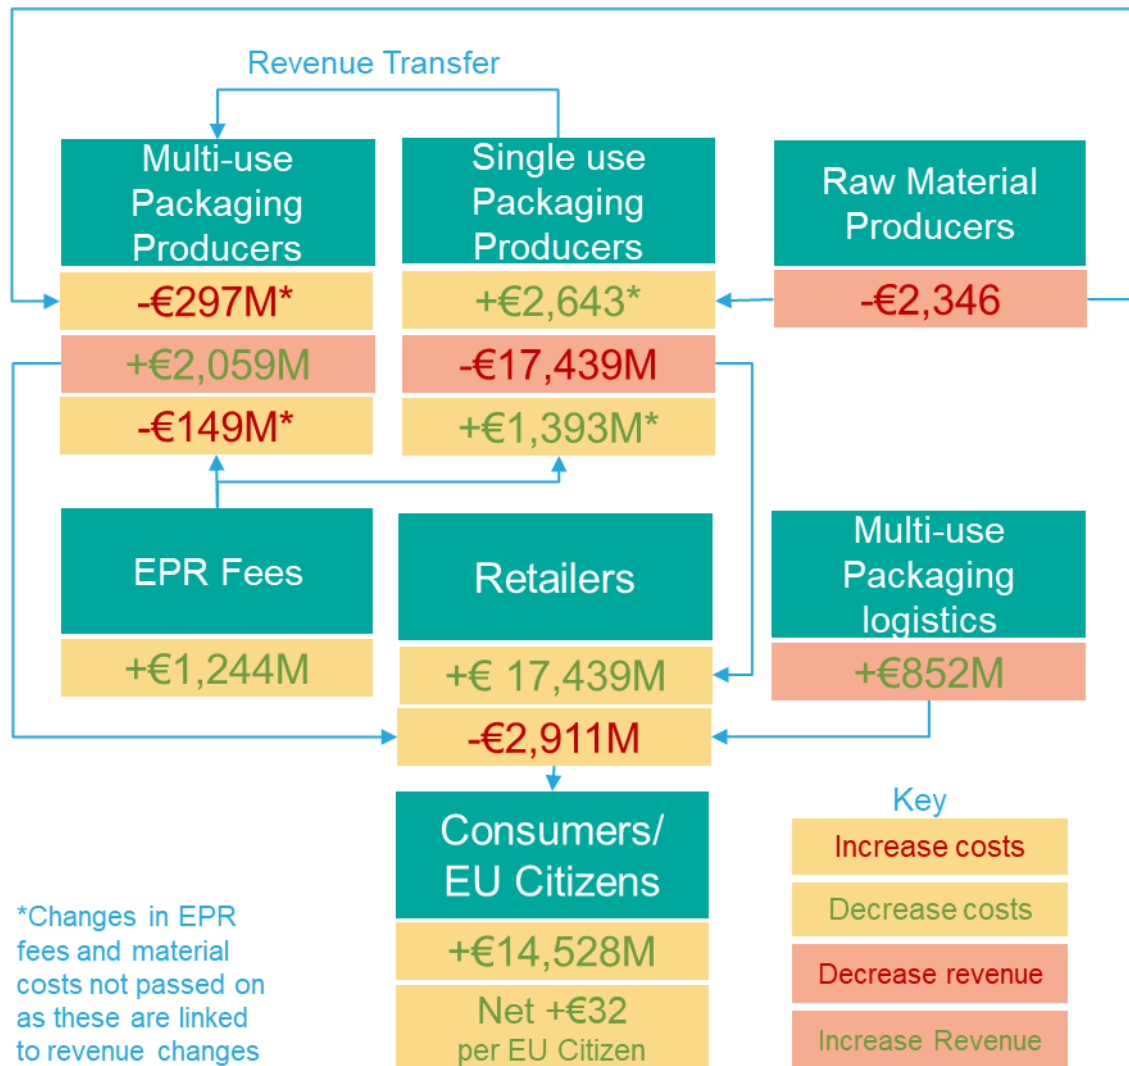 Revenue Transfer
Multi-use
Packaging
Producers
-€297M*
+€2,059M
-€149M*
Single use
Packaging
Producers
+€2,643*
-€17,439M
+€1,393M*
Raw Material
Producers
-€2,346
EPR Fees
+€1,244M
Retailers
+€ 17,439M
-€2,911M
Multi-use
Packaging
logistics
+€852M
Consumers/
EU Citizens
+€14,528M
Net +€32
per EU Citizen
*Changes in EPR
fees and material
costs not passed on
as these are linked
to revenue changes
Key
Increase costs
Decrease costs
Decrease revenue
Increase Revenue